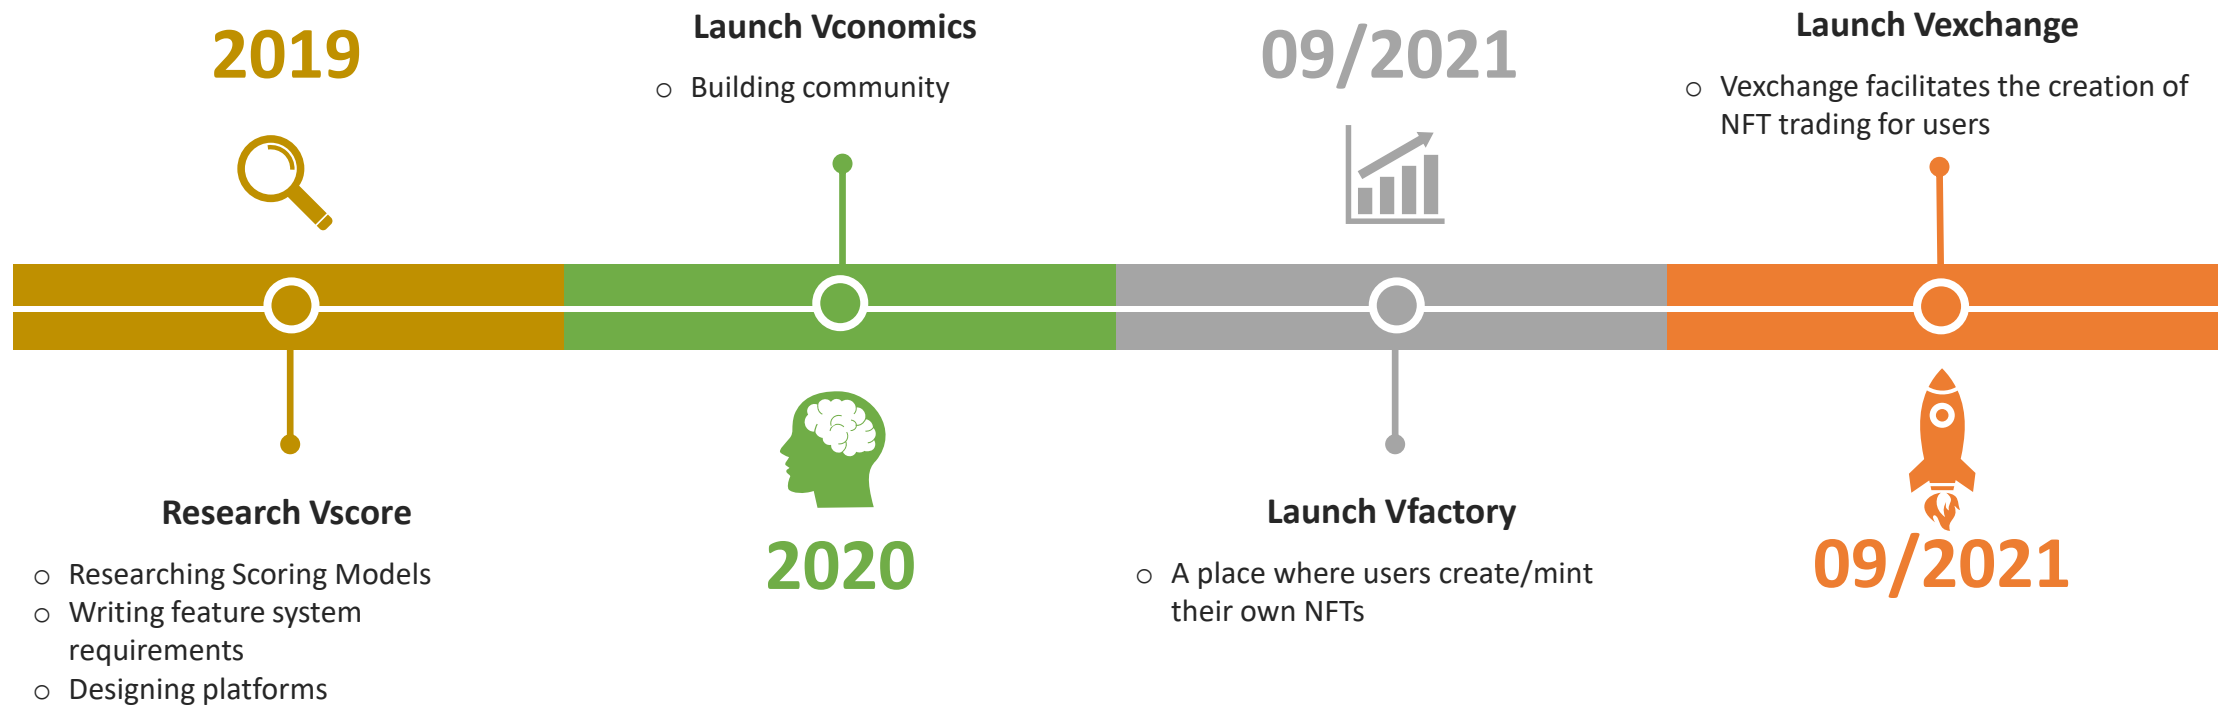 2019
Research Vscore
○ Researching Scoring Models
○ Writing feature system
requirements
○ Designing platforms
Launch Vconomics
○ Building community
2020
09/2021
Launch Vfactory
○ A place where users create/mint
their own NFTs
Launch Vexchange
○ Vexchange facilitates the creation of
NFT trading for users
09/2021